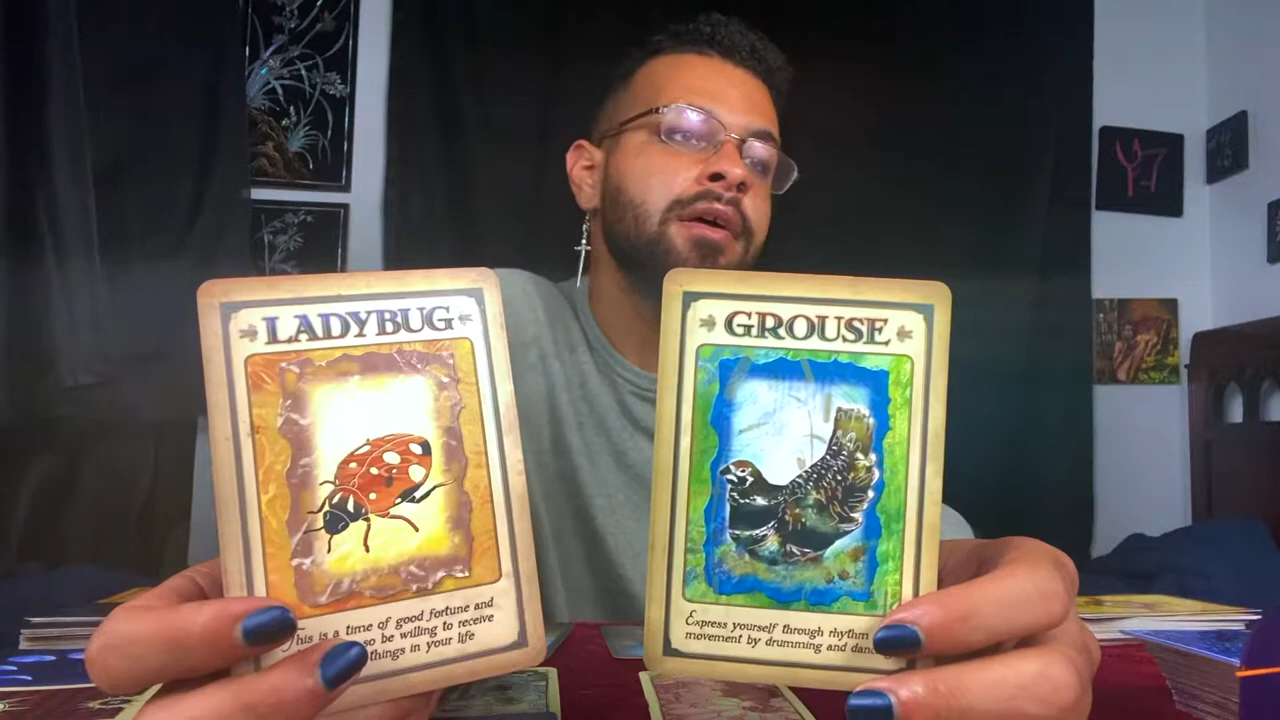 LADYBUG
This is a time of good fortune and
so be willing to receive
things in your life
GROUSE
Express yourself through rhythm
movement by drumming and